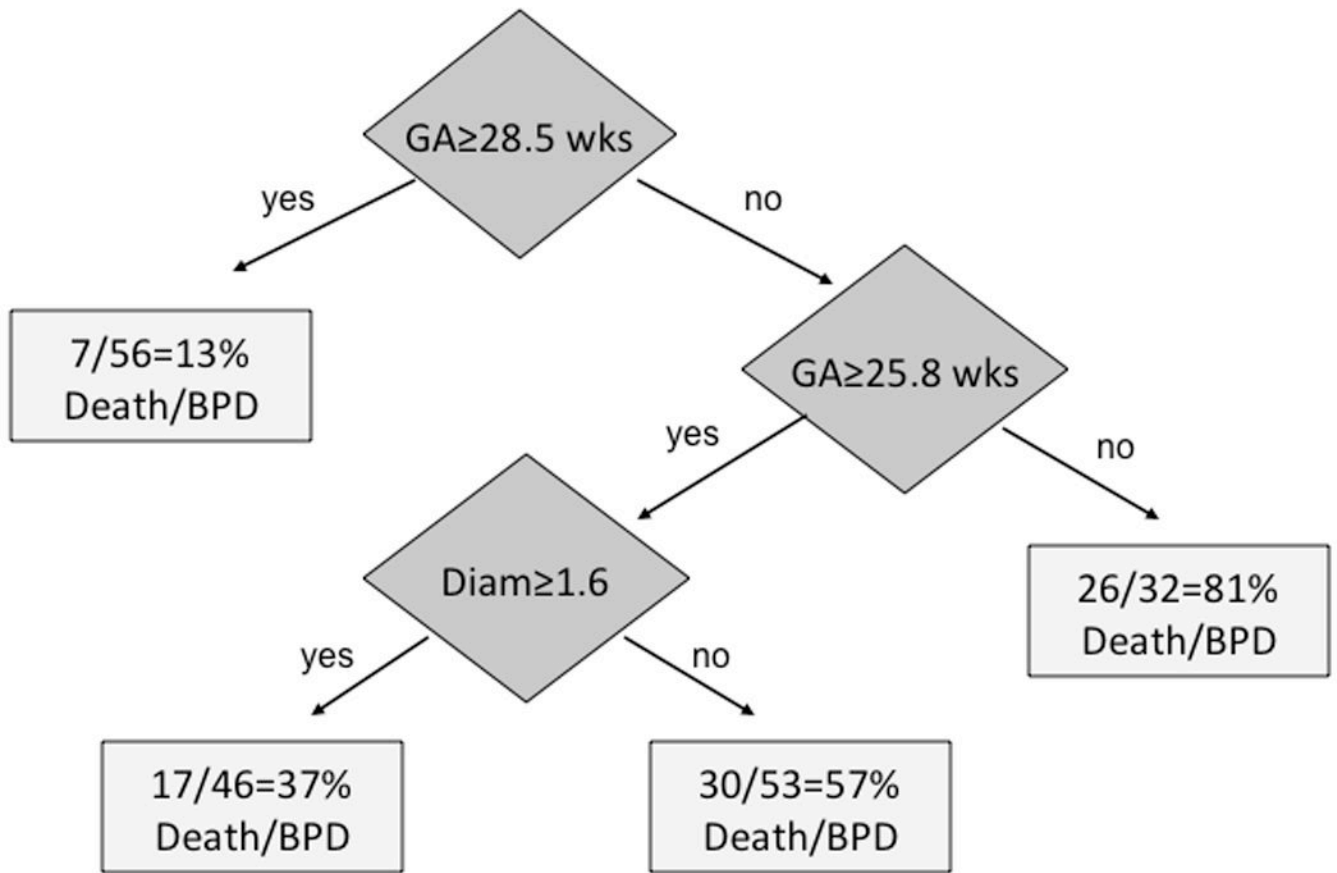 GA≥28.5 wks
yes
no
7/56=13%
Death/BPD
GA≥25.8 wks
yes
no
Diam≥1.6
26/32=81%
Death/BPD
yes
no
17/46=37%
Death/BPD
30/53=57%
Death/BPD